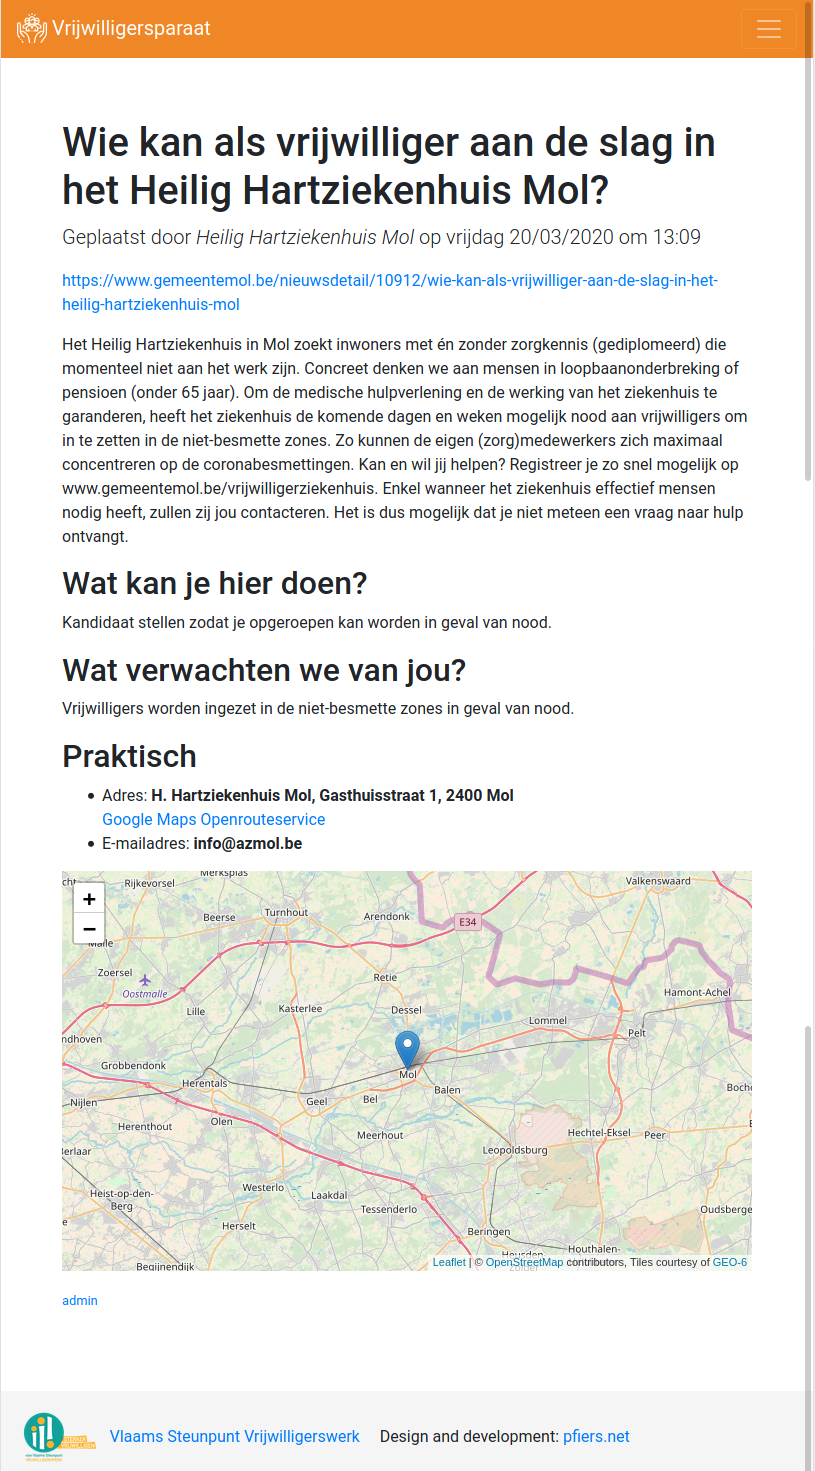 Vrijwilligersparaat
Wie kan als vrijwilliger aan de slag in
het Heilig Hartziekenhuis Mol?
Geplaatst door Heilig Hartziekenhuis Mol op vrijdag 20/03/2020 om 13:09
https://www.gemeentemol.be/nieuwsdetail/10912/wie-kan-als-vrijwilliger-aan-de-slag-in-het-
heilig-hartziekenhuis-mol
Het Heilig Hartziekenhuis in Mol zoekt inwoners met én zonder zorgkennis (gediplomeerd) die
momenteel niet aan het werk zijn. Concreet denken we aan mensen in loopbaanonderbreking of
pensioen (onder 65 jaar). Om de medische hulpverlening en de werking van het ziekenhuis te
garanderen, heeft het ziekenhuis de komende dagen en weken mogelijk nood aan vrijwilligers om
in te zetten in de niet-besmette zones. Zo kunnen de eigen (zorg)medewerkers zich maximaal
concentreren op de coronabesmettingen. Kan en wil jij helpen? Registreer je zo snel mogelijk op
www.gemeentemol.be/vrijwilligerziekenhuis. Enkel wanneer het ziekenhuis effectief mensen
nodig heeft, zullen zij jou contacteren. Het is dus mogelijk dat je niet meteen een vraag naar hulp
ontvangt.
Wat kan je hier doen?
Kandidaat stellen zodat je opgeroepen kan worden in geval van nood.
Wat verwachten we van jou?
Vrijwilligers worden ingezet in de niet-besmette zones in geval van nood.
Praktisch
Adres: H. Hartziekenhuis Mol, Gasthuisstraat 1, 2400 Mol
Google Maps Openrouteservice
E-mailadres: info@azmol.be
Merksplas
cht
Rijkevorsel
Valkenswaard
+
−
Beerse
Turnhout
Arendonk
E34
Malle
Zoersel
Oostmalle
Retie
Hamont-Achel
Lille
Kasterlee
Dessel
Lommel
Pelt
ndhoven
Grobbendonk
Herentals
Mol
Balen
Bocho
Nijlen
Geel
Bel
Olen
Herenthout
Meerhout
Hechtel-Eksel
Peer
lerlaar
Leopoldsburg
Heist-op-den-
Berg
Westerlo
Laakdal
Tessenderlo
Oudsberge
e
Herselt
Beringen
Heusden-
Zolder
Houthalen-
Begijnendijk
Leaflet | © OpenStreetMap contributors, Tiles courtesy of GEO-6
admin
Vlaams Steunpunt Vrijwilligerswerk
Design and development: pfiers.net